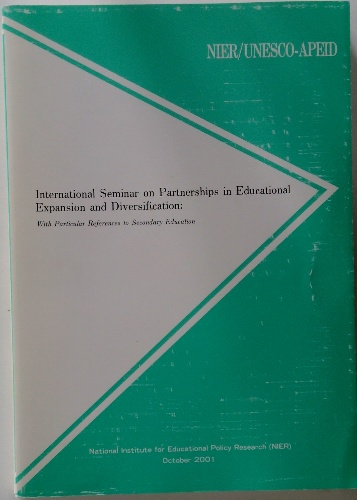 NIER/UNESCO-APEID
International Seminar on Partnerships in Educational
Expansion and Diversification:
With Particular References to Secondary Education
National Institute for Educational Policy Research (NIER)
October 2001